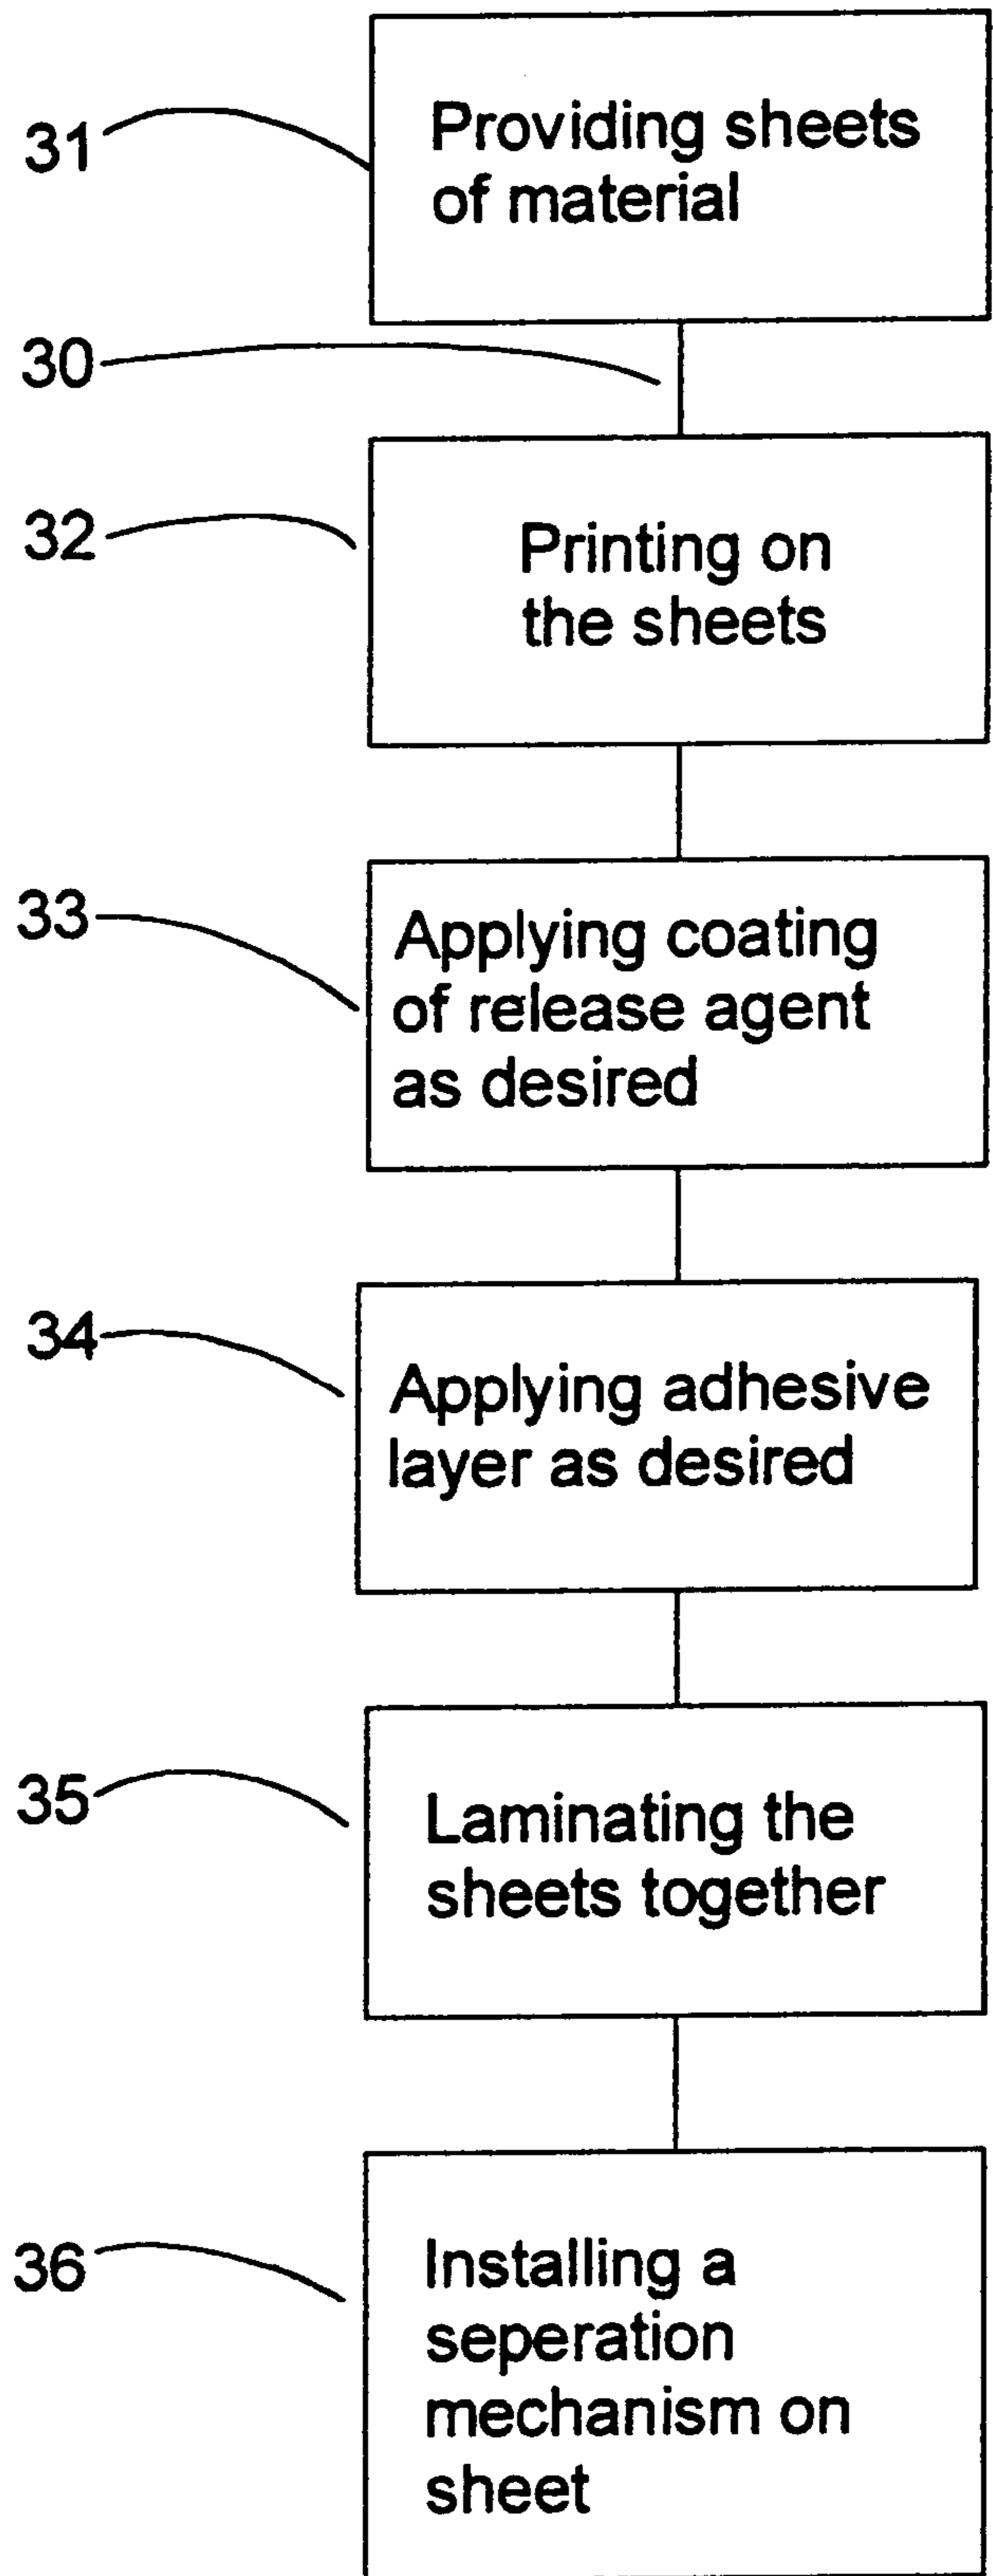 31
Providing sheets
of material
30
32
Printing on
the sheets
33
Applying coating
of release agent
as desired
34
Applying adhesive
layer as desired
35
Laminating the
sheets together
36
Installing a
seperation
mechanism on
sheet